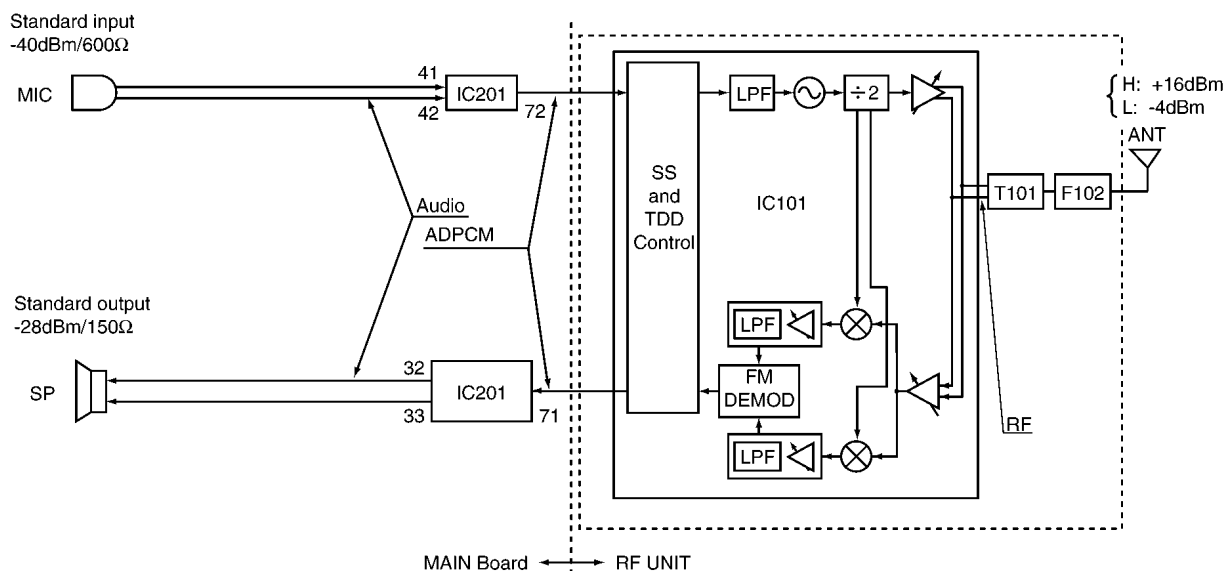 Standard input
-40dBm/600Ω
MIC
41
42
IC201
72
Audio
ADPCM
Standard output
-28dBm/150Ω
SP
32
33
IC201
71
SS
and
TDD
Control
LPF
÷2
IC101
LPF
FM
DEMOD
LPF
T101
F102
H: +16dBm
L: -4dBm
ANT
RF
MAIN Board
RF UNIT